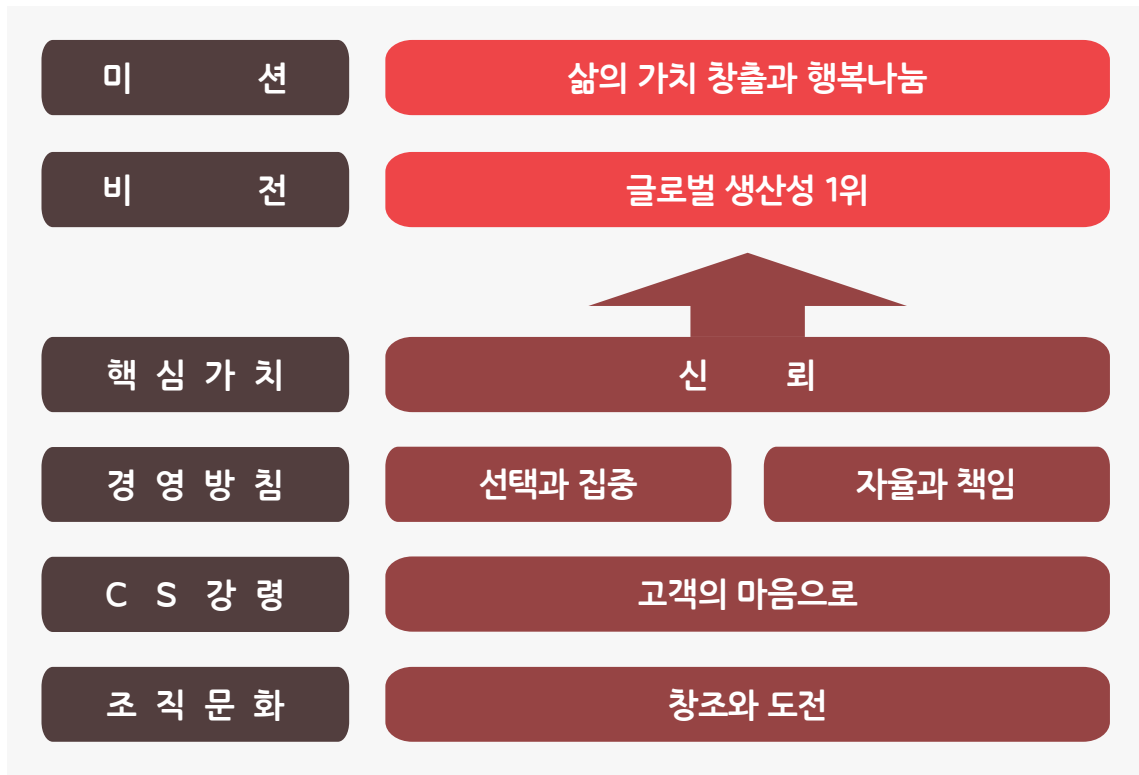 미 션 삶의 가치 창출과 행복나눔
비 전 글로벌 생산성 1위
핵 심 가 치 신 뢰
경 영 방 침 선택과 집중 자율과 책임
C S 강 령 고객의 마음으로
조 직 문 화 창조와 도전